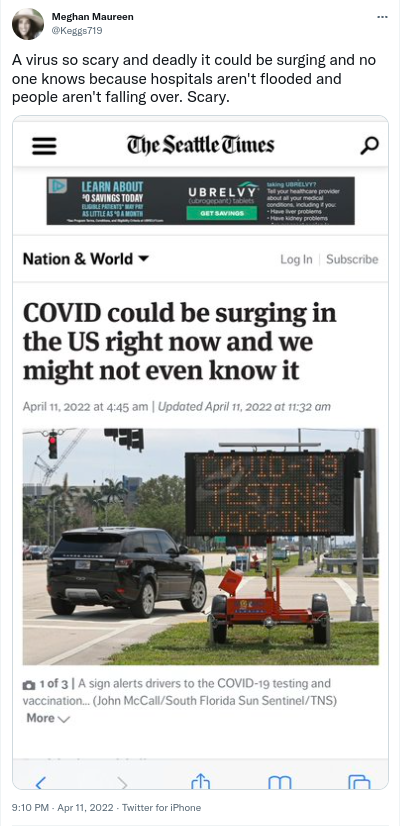 Meghan Maureen
@Keggs719
A virus so scary and deadly it could be surging and no
one knows because hospitals aren't flooded and
people aren't falling over. Scary.
The Seattle Times
LEARN ABOUT
$0 SAVINGS TODAY
ELIGIBLE PATIENTS* MAY PAY
AS LITTLE AS $0 A MONTH
UBRELVY
(ubrogepant) tablets
GET SAVINGS
taking UBRELVY?
Tell your healthcare provider
about all your medical
conditions, including if you:
• Have liver problems
• Have kidney problems
Nation & World
Log In | Subscribe
COVID could be surging in
the US right now and we
might not even know it
April 11, 2022 at 4:45 am | Updated April 11, 2022 at 11:32 am
COVID-19
TESTING
VACCINE
1 of 3 | A sign alerts drivers to the COVID-19 testing and
vaccination... (John McCall/South Florida Sun Sentinel/TNS)
More
9:10 PM · Apr 11, 2022 · Twitter for iPhone